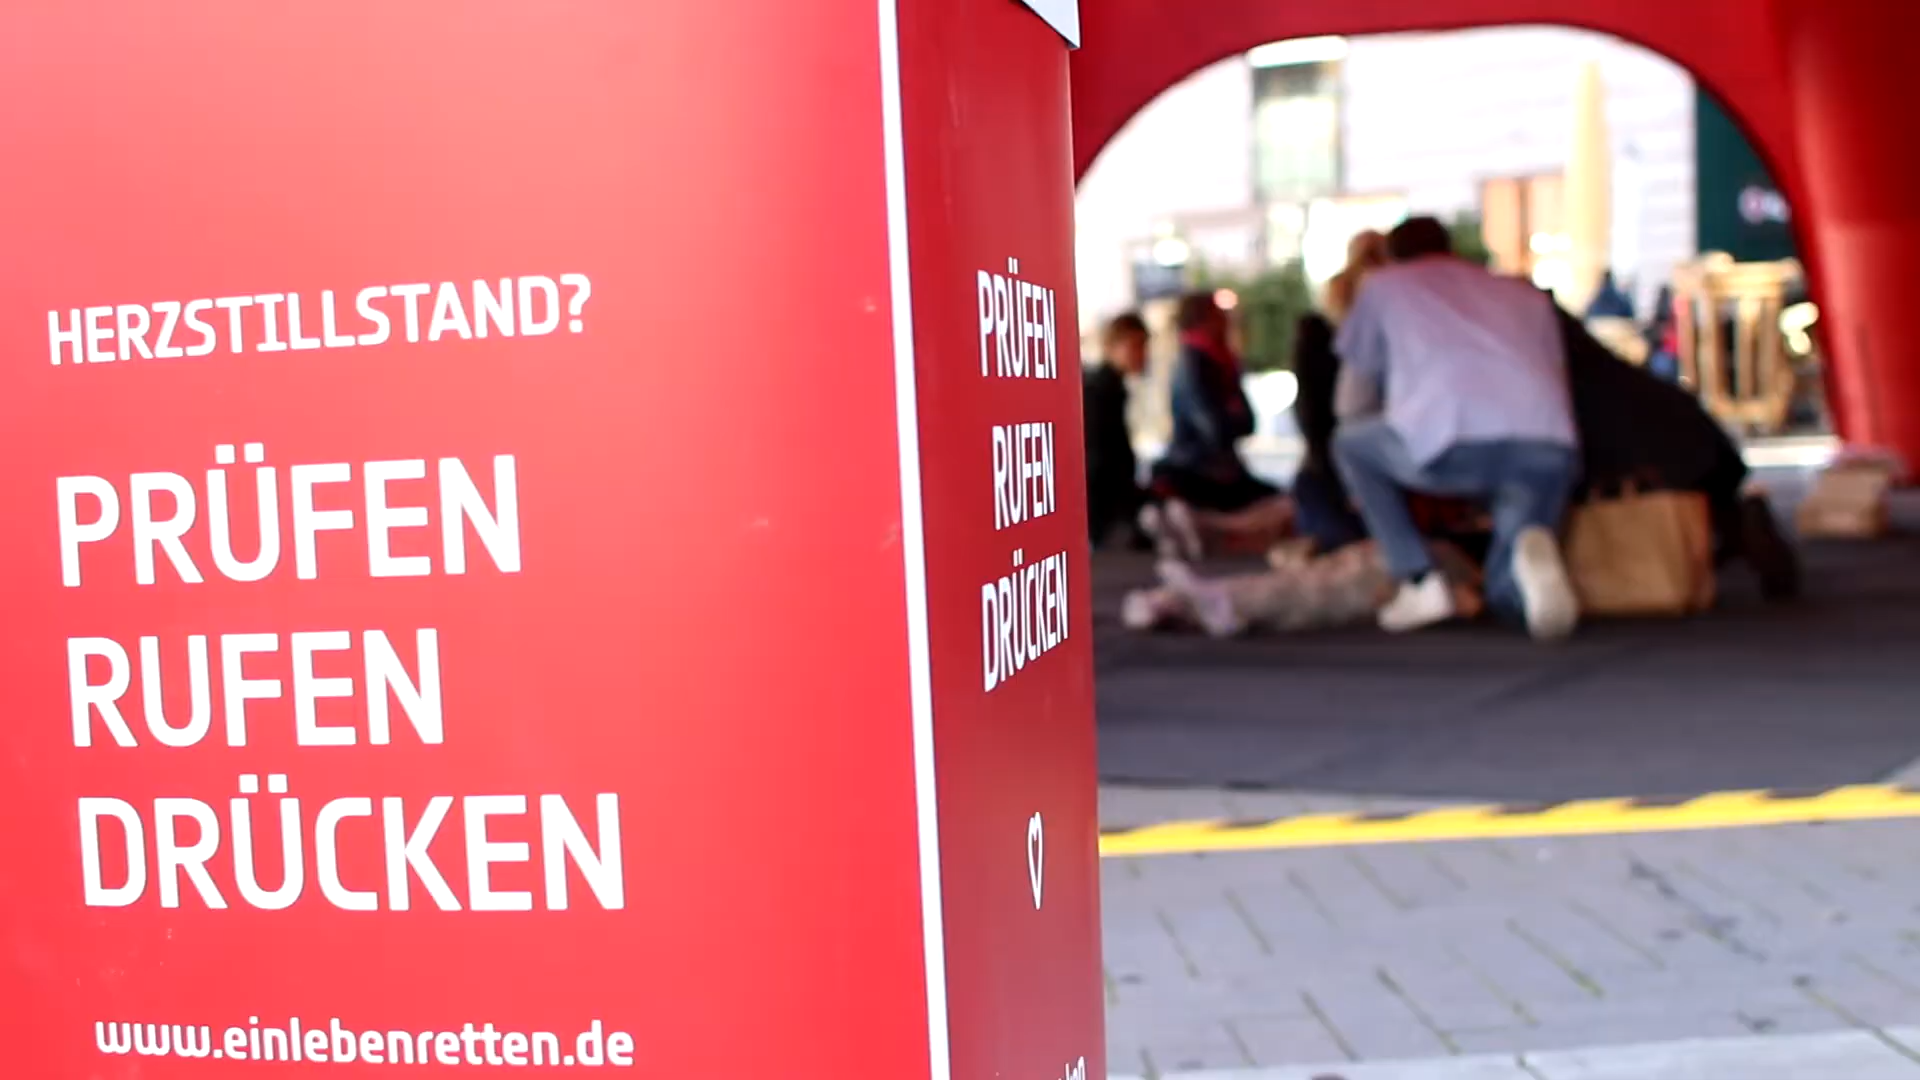 HERZSTILLSTAND?
PRÜFEN
RUFEN
DRÜCKEN
www.einlebenretten.de
PRÜFEN
RUFEN
DRÜCKEN